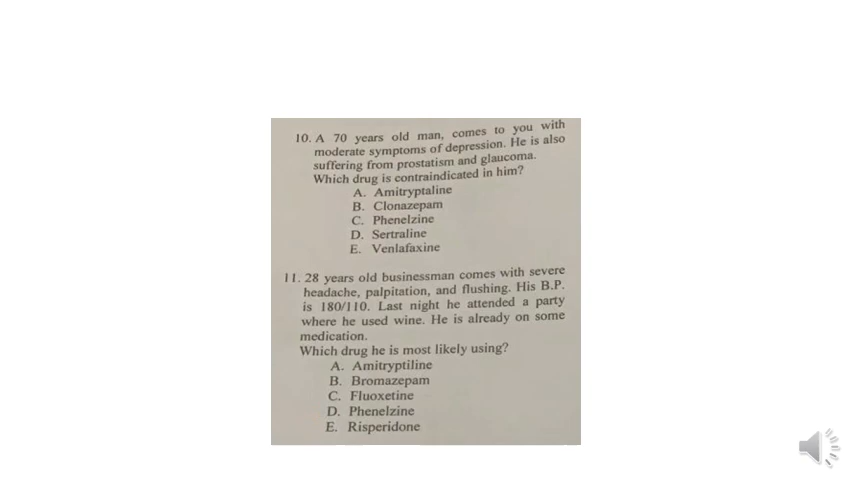 10. A 70 years old man, comes to you with
moderate symptoms of depression. He is also
suffering from prostatism and glaucoma.
Which drug is contraindicated in him?
A. Amitryptaline
B. Clonazepam
C. Phenelzine
D. Sertraline
E. Venlafaxine
11. 28 years old businessman comes with severe
headache, palpitation, and flushing. His B.P.
is 180/110. Last night he attended a party
where he used wine. He is already on some
medication.
Which drug he is most likely using?
A. Amitryptiline
B. Bromazepam
C. Fluoxetine
D. Phenelzine
E. Risperidone